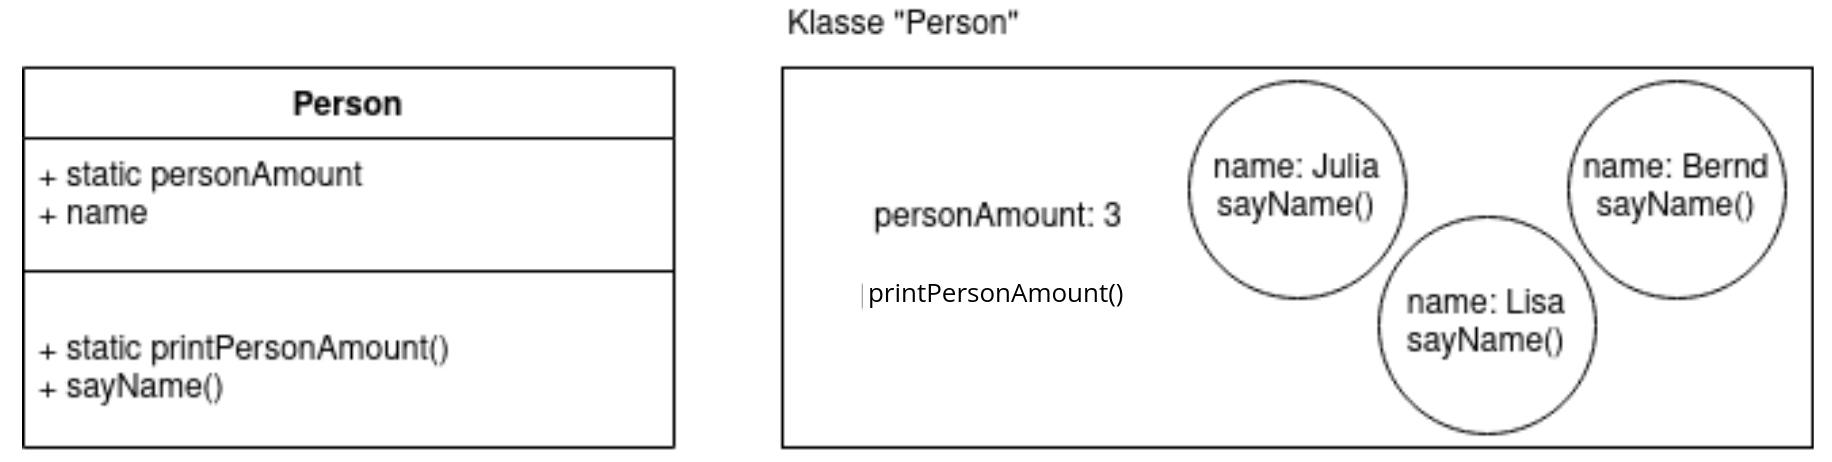 Klasse "Person"
Person
+ static personAmount
+ name
+ static printPersonAmount()
+ sayName()
personAmount: 3
printPersonAmount()
name: Julia
sayName()
name: Bernd
sayName()
name: Lisa
sayName()